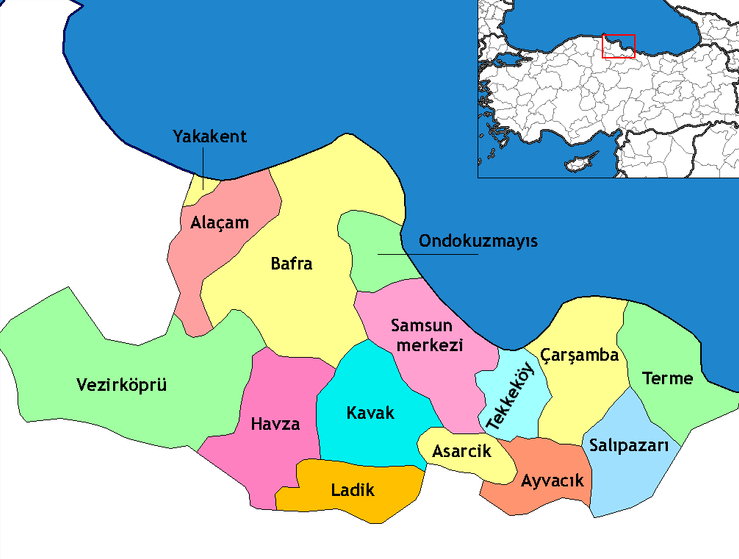 Yakakent
Alaçam
Ondokuzmayıs
Bafra
Samsun
merkezi
Çarşamba
Vezirköprü
Tekkeköy
Terme
Havza
Kavak
Asarcik
Salıpazarı
Ladik
Ayvacık